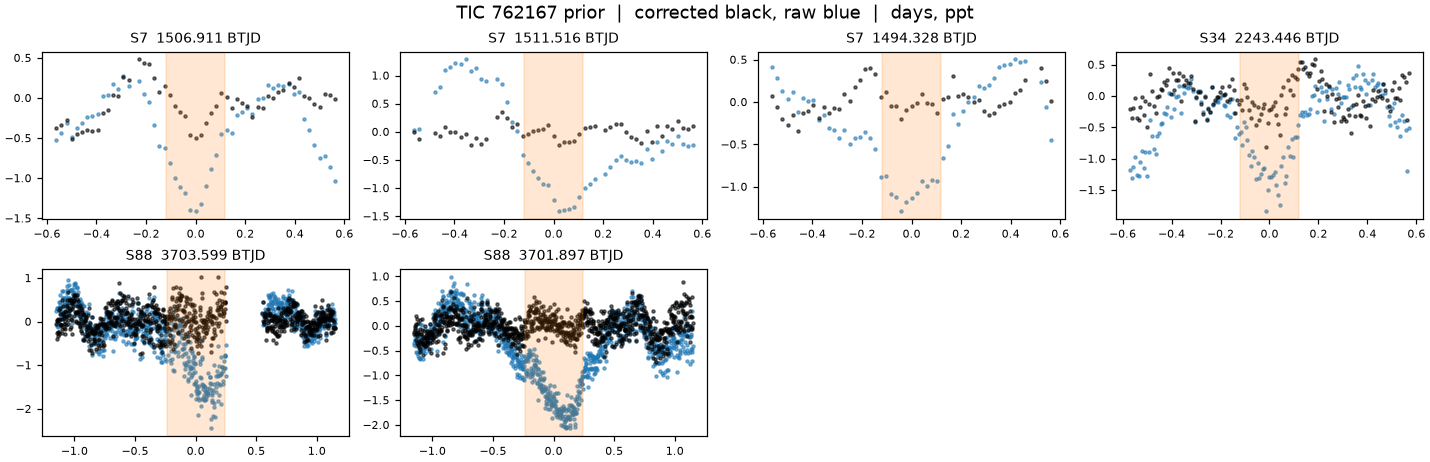 TIC 762167 prior | corrected black, raw blue | days, ppt
S7 1506.911 BTJD
S7 1511.516 BTJD
S7 1494.328 BTJD
S34 2243.446 BTJD
0.5
0.0
−0.5
−1.0
−1.5
−0.6 −0.4 −0.2 0.0 0.2 0.4 0.6
1.0
0.5
0.0
−0.5
−1.0
−1.5
−0.6 −0.4 −0.2 0.0 0.2 0.4 0.6
0.5
0.0
−0.5
−1.0
−0.6 −0.4 −0.2 0.0 0.2 0.4 0.6
0.5
0.0
−0.5
−1.0
−1.5
−0.6 −0.4 −0.2 0.0 0.2 0.4 0.6
S88 3703.599 BTJD
S88 3701.897 BTJD
1
0
−1
−2
−1.0 −0.5 0.0 0.5 1.0
1.0
0.5
0.0
−0.5
−1.0
−1.5
−2.0
−1.0 −0.5 0.0 0.5 1.0